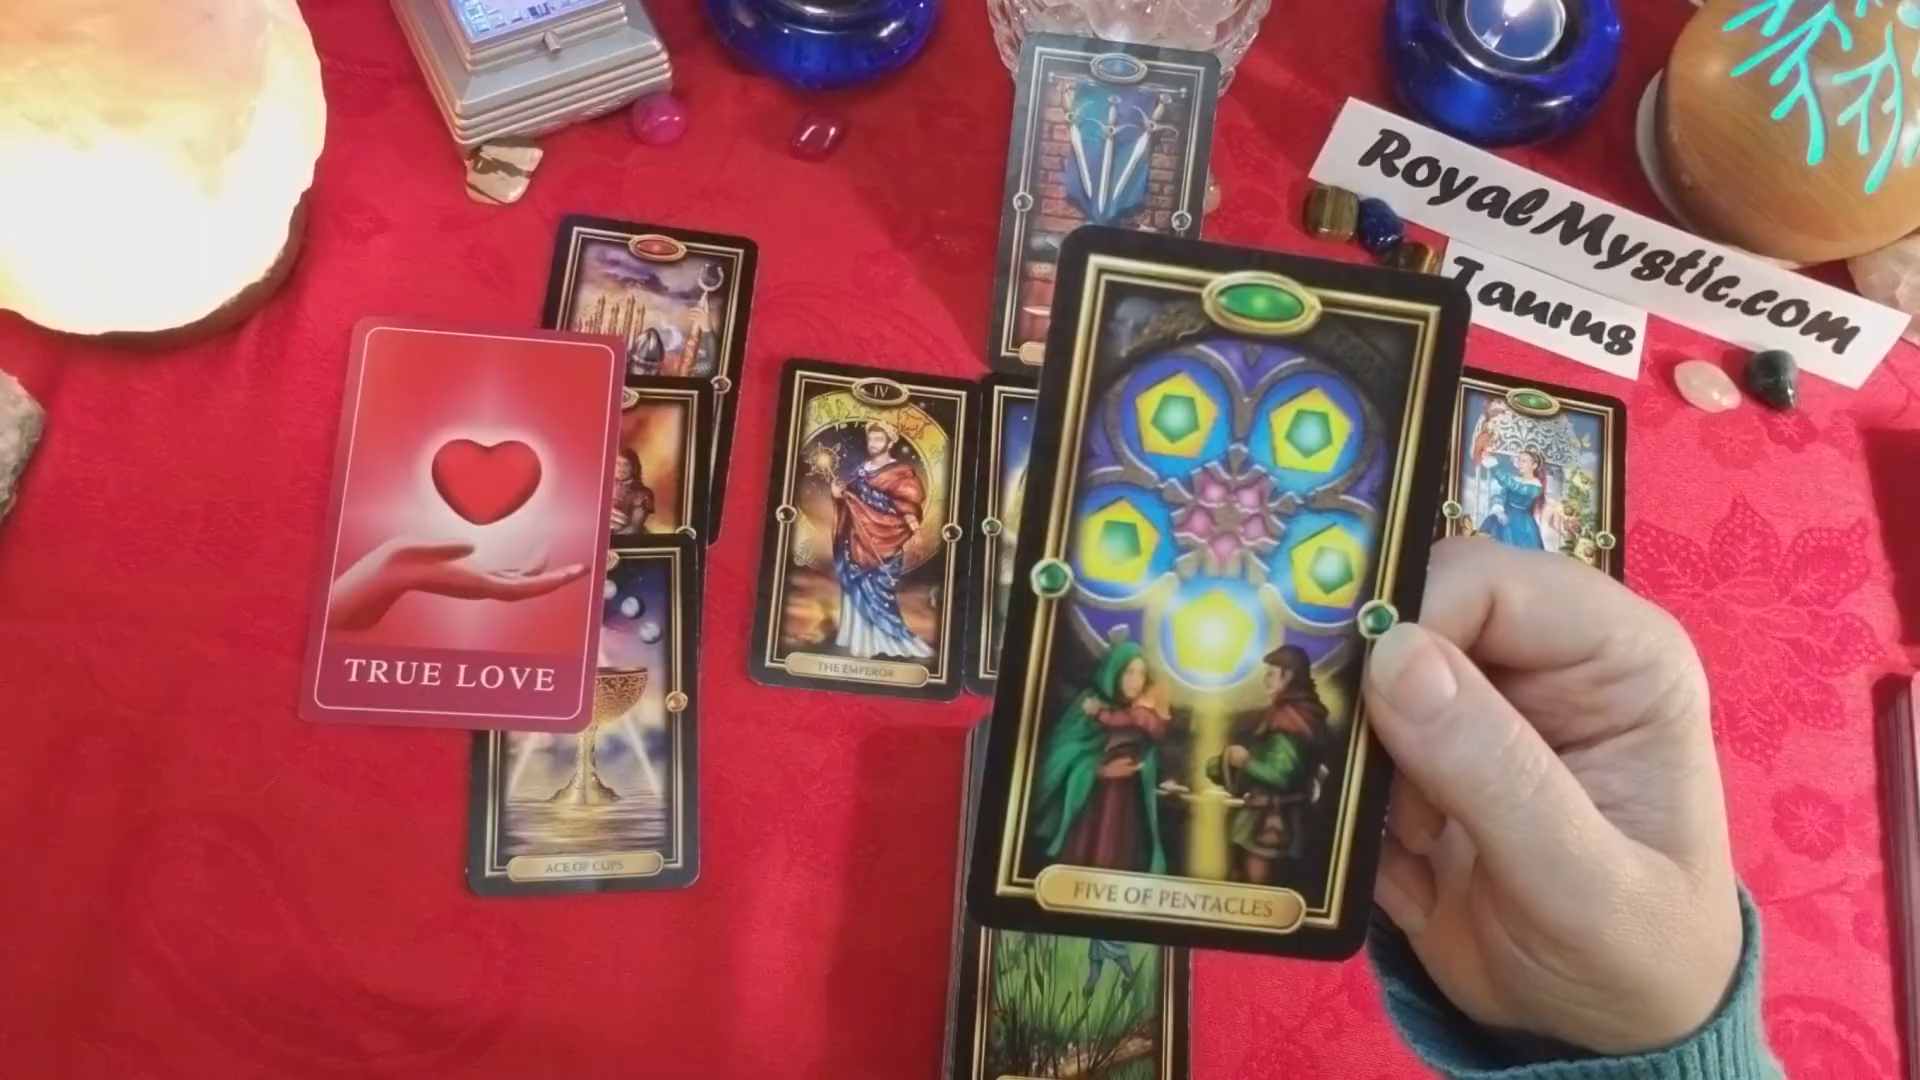 RoyalMystic.com
Taurus
IV
THE EMPEROR
TRUE LOVE
ACE OF CUPS
FIVE OF PENTACLES